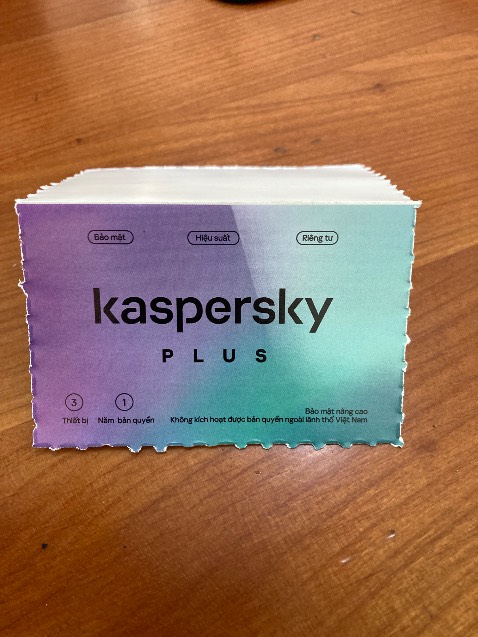 Bảo mật
Hiệu suất
Riêng tư
kaspersky
PLUS
3
1
Thiết bị
Năm bản quyền
Bảo mật nâng cao
Không kích hoạt được bản quyền ngoài lãnh thổ Việt Nam